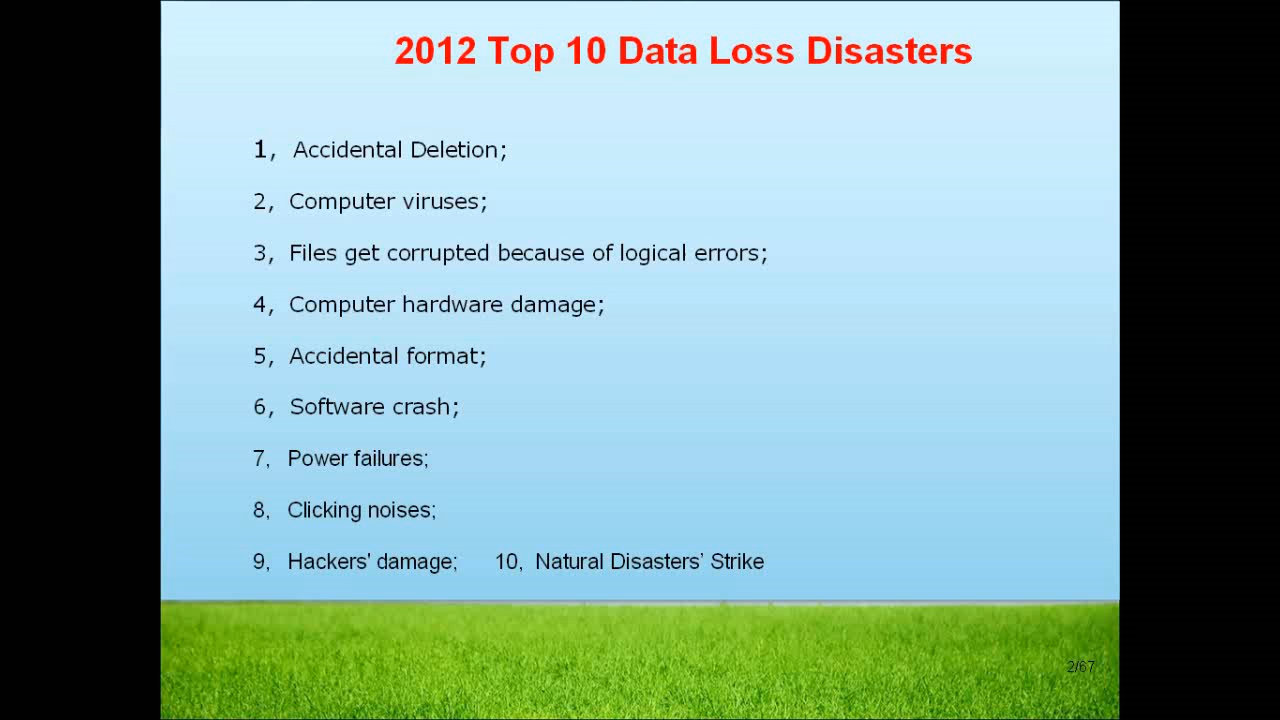 2012 Top 10 Data Loss Disasters
1, Accidental Deletion;
2, Computer viruses;
3, Files get corrupted because of logical errors;
4, Computer hardware damage;
5, Accidental format;
6, Software crash;
7, Power failures;
8, Clicking noises;
9, Hackers' damage; 10, Natural Disasters’ Strike
2/67